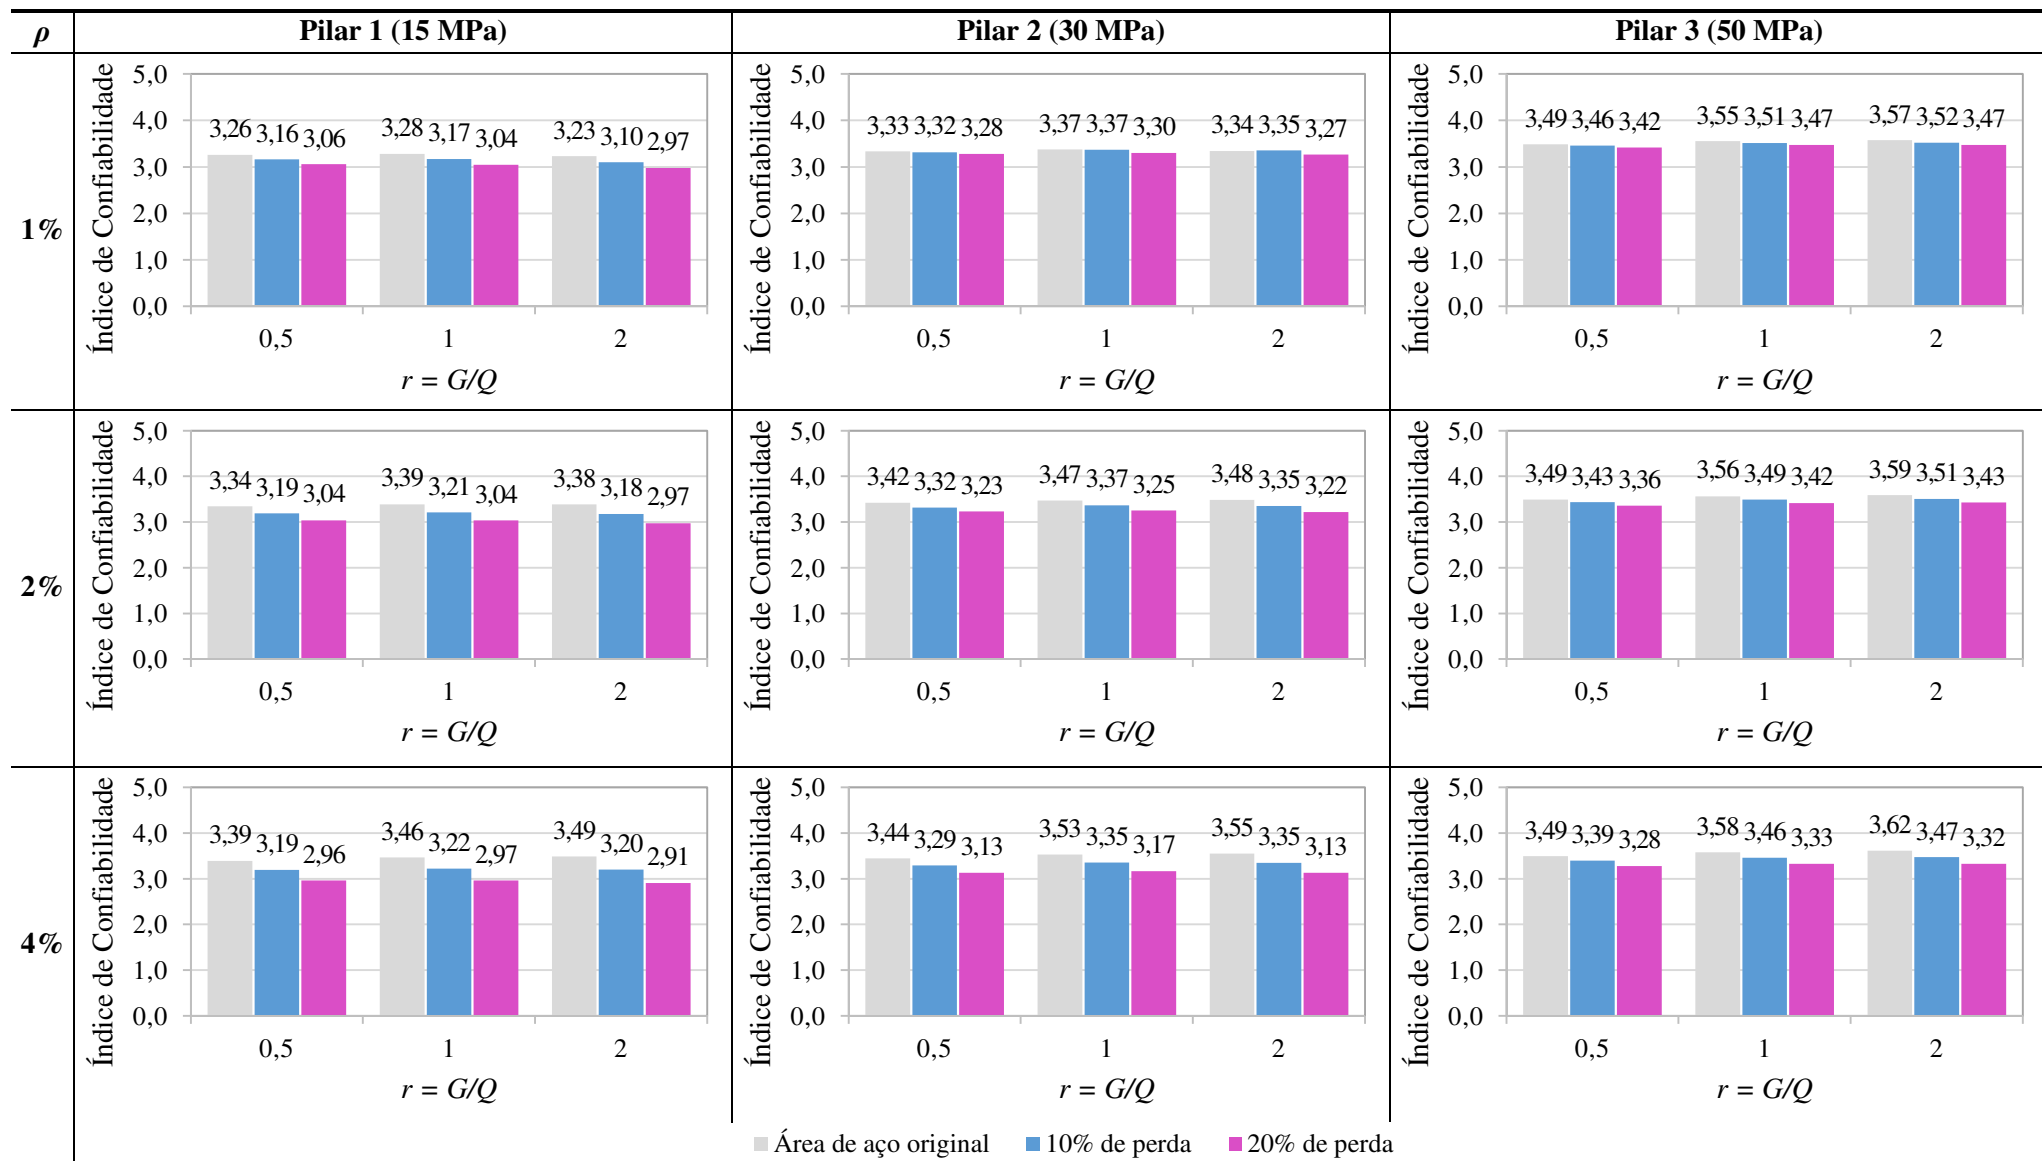 ρ Pilar 1 (15 MPa) Pilar 2 (30 MPa) Pilar 3 (50 MPa)
1%
Índice de Confiabilidade
5,0
4,0
3,0
2,0
1,0
0,0
3,26 3,16 3,06 3,28 3,17 3,04 3,23 3,10 2,97
0,5 1 2
r = G/Q
Índice de Confiabilidade
5,0
4,0
3,0
2,0
1,0
0,0
3,33 3,32 3,28 3,37 3,37 3,30 3,34 3,35 3,27
0,5 1 2
r = G/Q
Índice de Confiabilidade
5,0
4,0
3,0
2,0
1,0
0,0
3,49 3,46 3,42 3,55 3,51 3,47 3,57 3,52 3,47
0,5 1 2
r = G/Q
2%
Índice de Confiabilidade
5,0
4,0
3,0
2,0
1,0
0,0
3,34 3,19 3,04 3,39 3,21 3,04 3,38 3,18 2,97
0,5 1 2
r = G/Q
Índice de Confiabilidade
5,0
4,0
3,0
2,0
1,0
0,0
3,42 3,32 3,23 3,47 3,37 3,25 3,48 3,35 3,22
0,5 1 2
r = G/Q
Índice de Confiabilidade
5,0
4,0
3,0
2,0
1,0
0,0
3,49 3,43 3,36 3,56 3,49 3,42 3,59 3,51 3,43
0,5 1 2
r = G/Q
4%
Índice de Confiabilidade
5,0
4,0
3,0
2,0
1,0
0,0
3,39 3,19 2,96 3,46 3,22 2,97 3,49 3,20 2,91
0,5 1 2
r = G/Q
Índice de Confiabilidade
5,0
4,0
3,0
2,0
1,0
0,0
3,44 3,29 3,13 3,53 3,35 3,17 3,55 3,35 3,13
0,5 1 2
r = G/Q
Índice de Confiabilidade
5,0
4,0
3,0
2,0
1,0
0,0
3,49 3,39 3,28 3,58 3,46 3,33 3,62 3,47 3,32
0,5 1 2
r = G/Q
Área de aço original 10% de perda 20% de perda